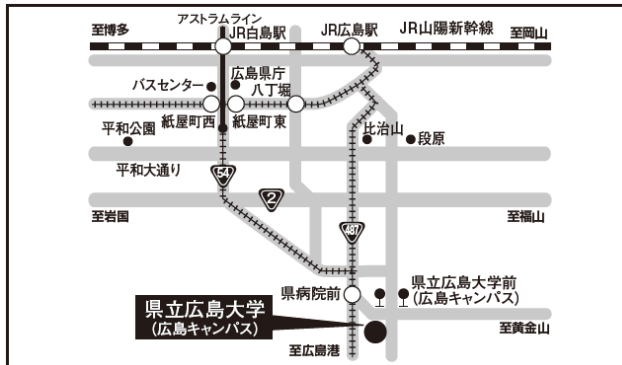 アストラムライン
至博多
JR白島駅
JR広島駅
JR山陽新幹線
至岡山
バスセンター
広島県庁
八丁堀
紙屋町西
紙屋町東
平和公園
比治山
段原
平和大通り
54
2
至岩国
至福山
487
県病院前
県立広島大学前
(広島キャンパス)
県立広島大学
(広島キャンパス)
至黄金山
至広島港